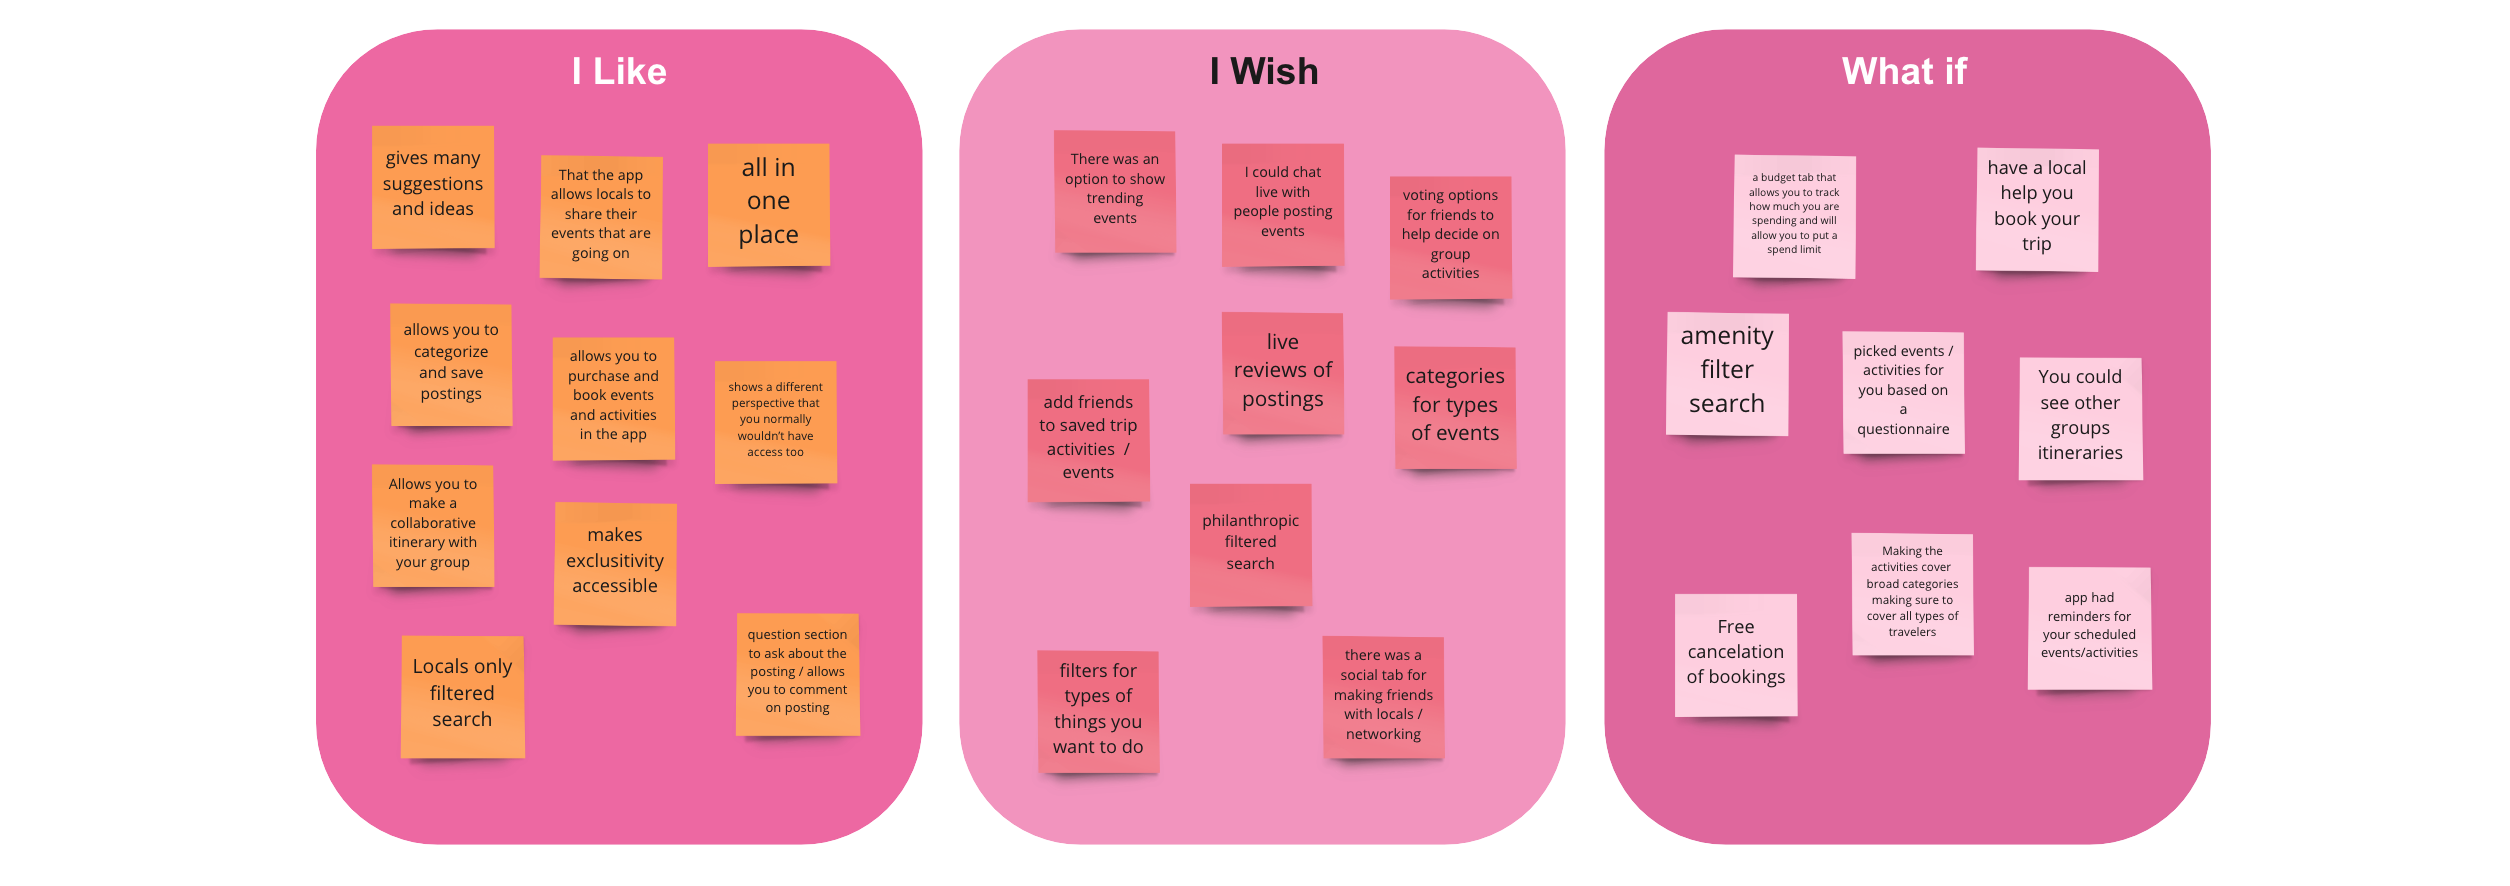 I Like
gives many
suggestions
and ideas
That the app
allows locals to
share their
events that are
going on
all in
one
place
allows you to
categorize
and save
postings
allows you to
purchase and
book events
and activities
in the app
shows a different
perspective that
you normally
wouldn't have
access too
Allows you to
make a
collaborative
itinerary with
your group
makes
exclusitivity
accessible
Locals only
filtered
search
question section
to ask about the
posting / allows
you to comment
on posting
I Wish
There was an
option to show
trending
events
I could chat
live with
people posting
events
voting options
for friends to
help decide on
group
activities
live
reviews of
postings
categories
for types
of events
add friends
to saved trip
activities /
events
philanthropic
filtered
search
filters for
types of
things you
want to do
there was a
social tab for
making friends
with locals /
networking
What if
a budget tab that
allows you to track
how much you are
spending and will
allow you to put a
spend limit
have a local
help you
book your
trip
amenity
filter
search
picked events /
activities for
you based on
a
questionnaire
You could
see other
groups
itineraries
Making the
activities cover
broad categories
making sure to
cover all types of
travelers
Free
cancelation
of bookings
app had
reminders for
your scheduled
events/activities